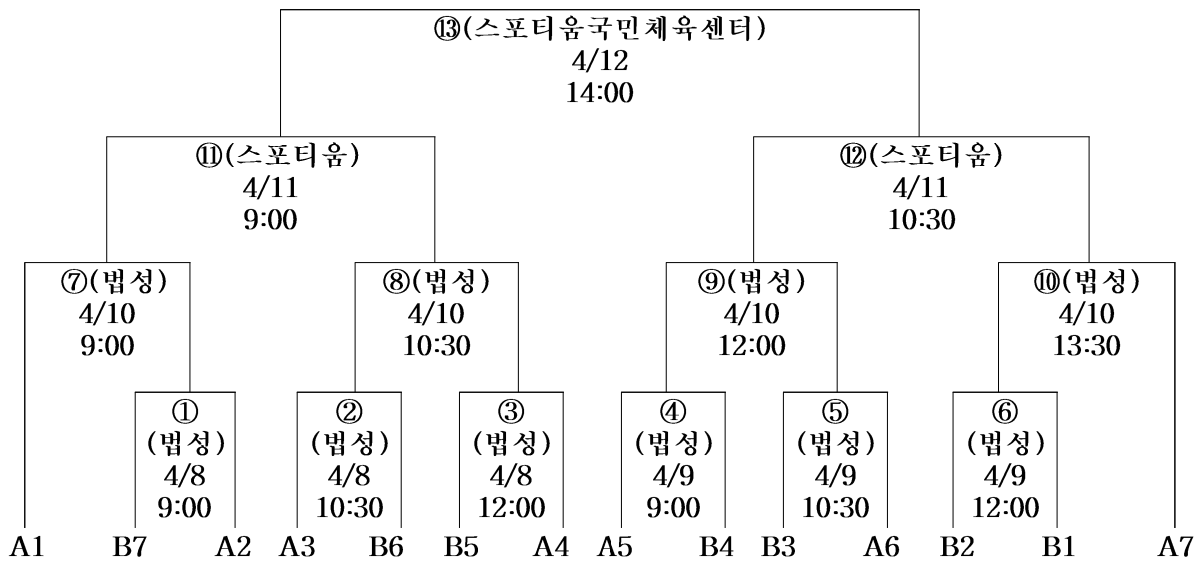 ⑬(스포티움국민체육센터)
4/12
14:00
⑪(스포티움)
4/11
9:00
⑫(스포티움)
4/11
10:30
⑦(법성)
4/10
9:00
⑧(법성)
4/10
10:30
⑨(법성)
4/10
12:00
⑩(법성)
4/10
13:30
①
(법성)
4/8
9:00
②
(법성)
4/8
10:30
③
(법성)
4/8
12:00
④
(법성)
4/9
9:00
⑤
(법성)
4/9
10:30
⑥
(법성)
4/9
12:00
A1 B7 A2 A3 B6 B5 A4 A5 B4 B3 A6 B2 B1 A7